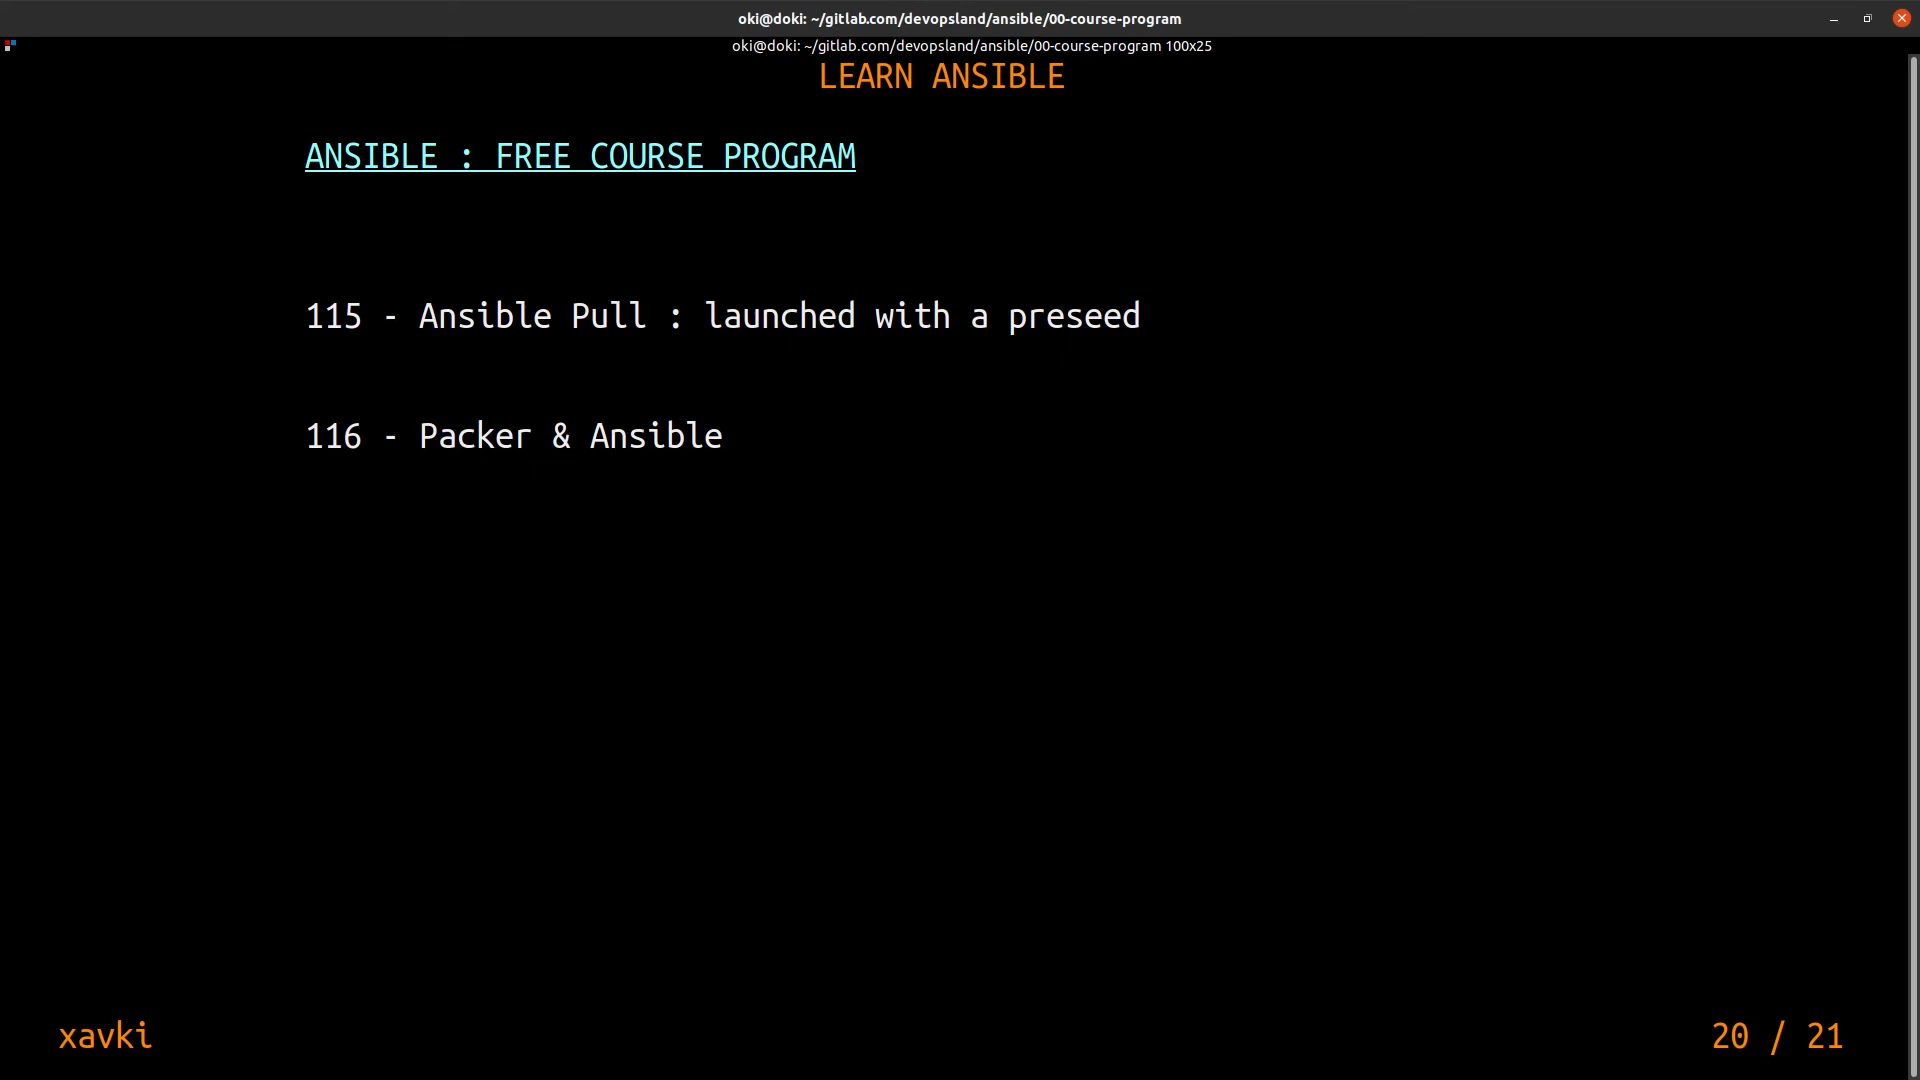 oki@doki: ~/gitlab.com/devopsland/ansible/00-course-program
oki@doki: ~/gitlab.com/devopsland/ansible/00-course-program 100x25
LEARN ANSIBLE
ANSIBLE : FREE COURSE PROGRAM
115 - Ansible Pull : launched with a preseed
116 - Packer & Ansible
xavki
20 / 21